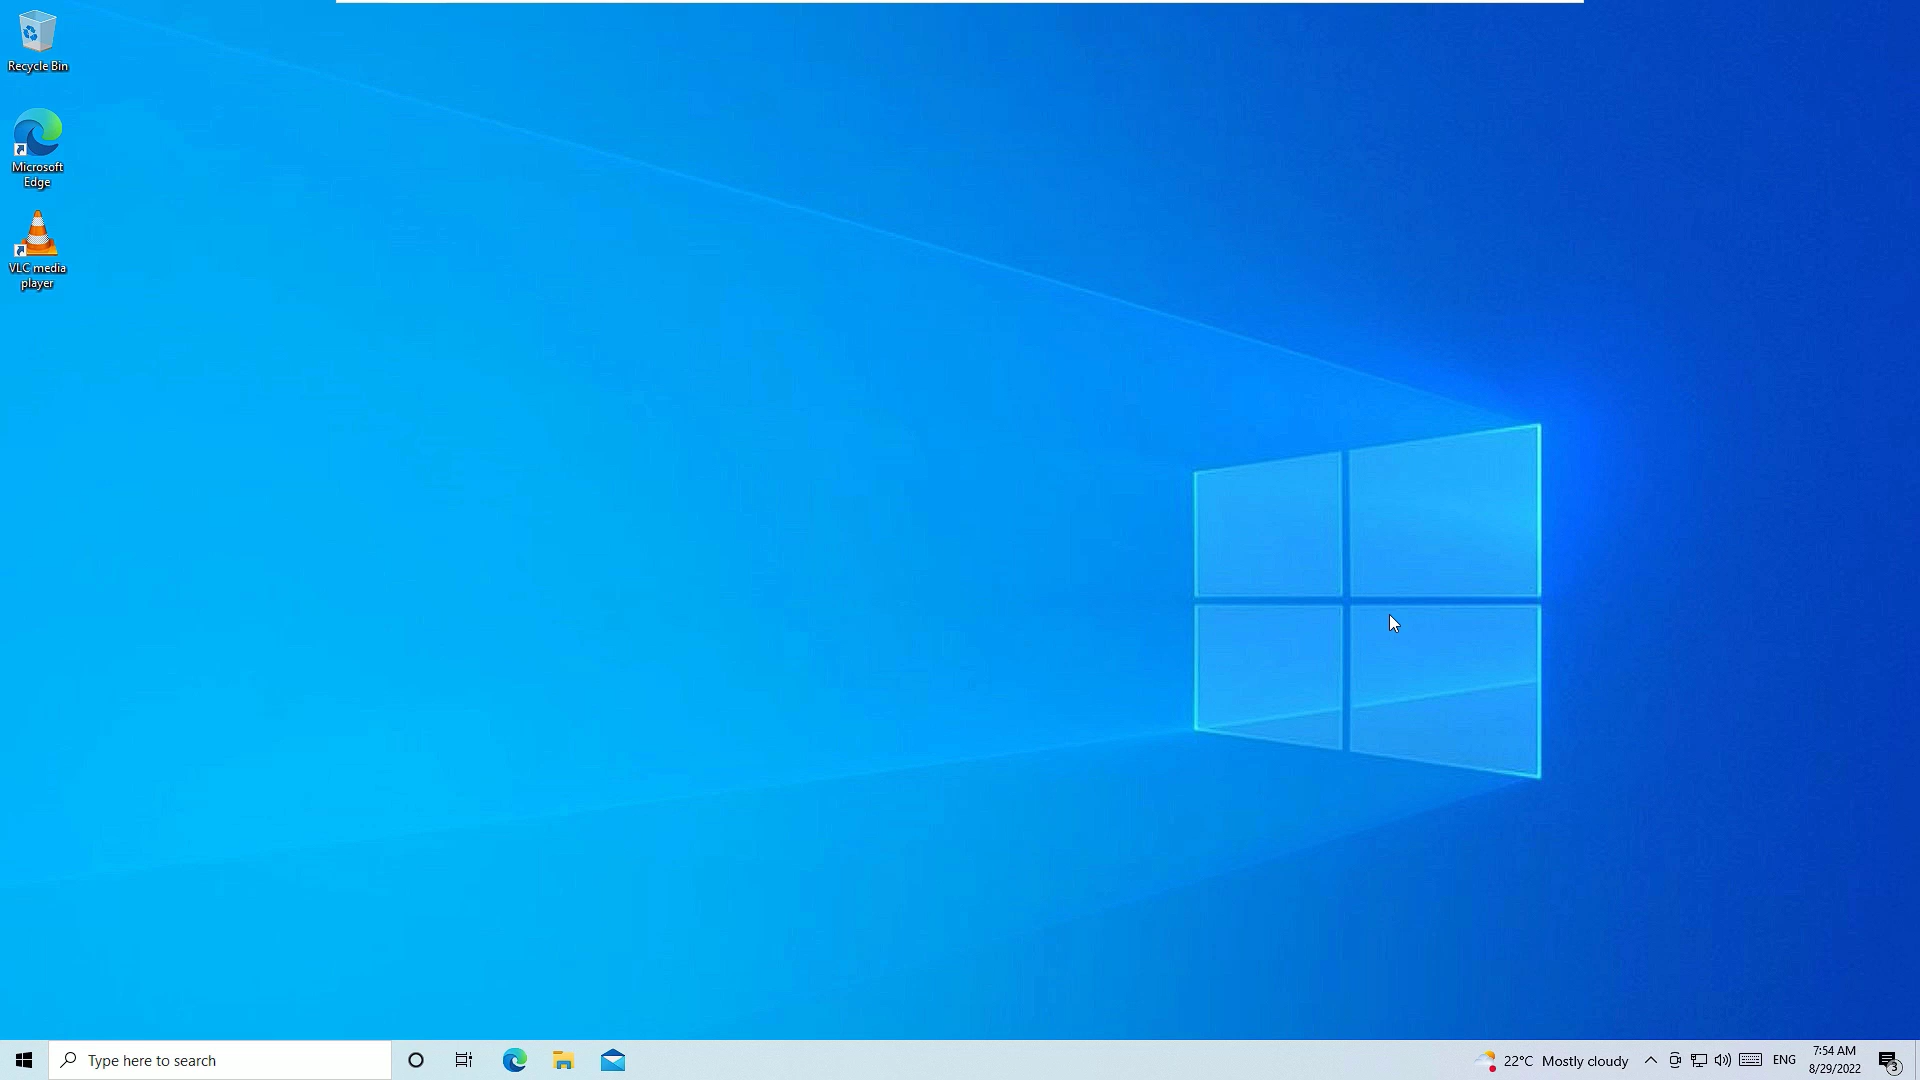 Recycle Bin
Microsoft
Edge
VLC media
player
Type here to search
22°C Mostly cloudy
ENG
7:54 AM
8/29/2022
3